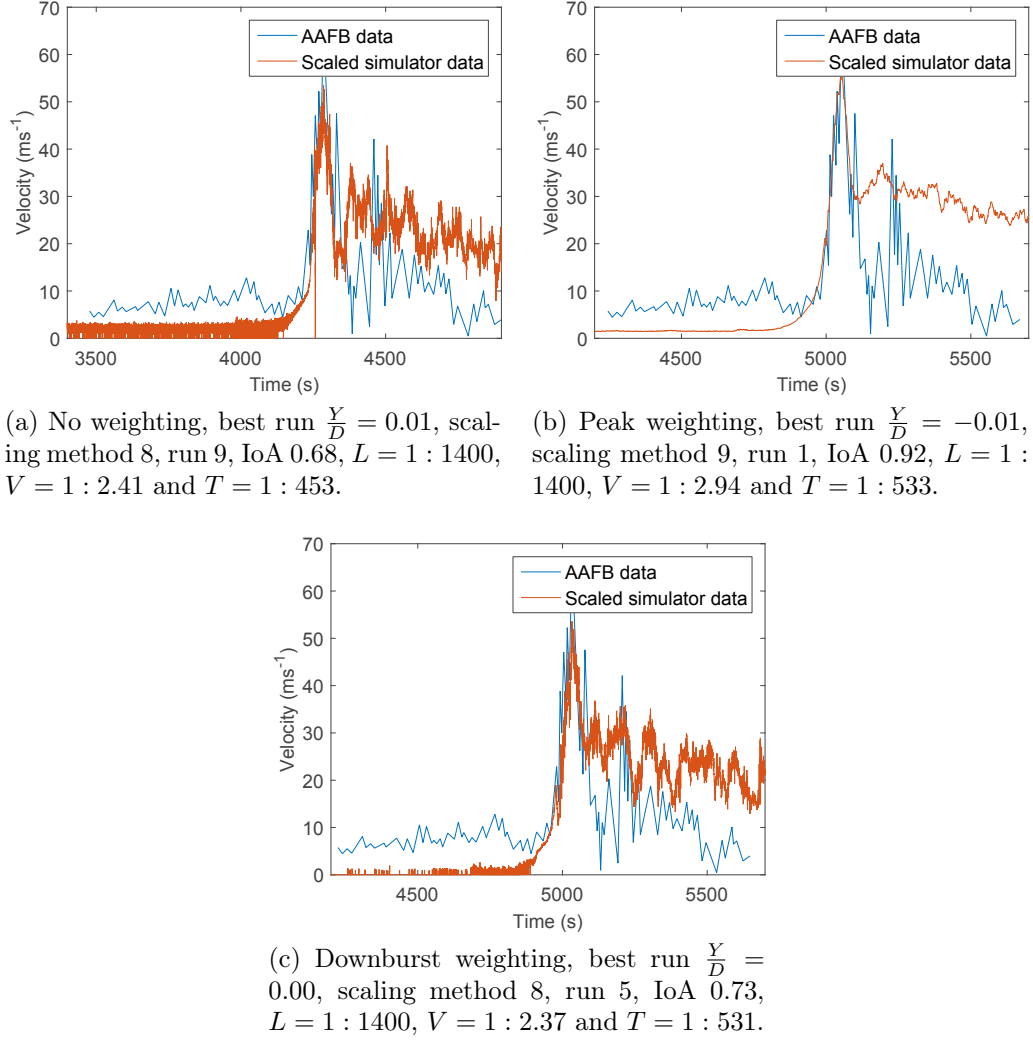 70
60
50
40
30
20
10
0
Velocity (ms⁻¹)
3500
4000
4500
Time (s)
AAFB data
Scaled simulator data
70
60
50
40
30
20
10
0
Velocity (ms⁻¹)
4500
5000
5500
Time (s)
AAFB data
Scaled simulator data
(a) No weighting, best run Y/D = 0.01, scal-
ing method 8, run 9, IoA 0.68, L = 1 : 1400,
V = 1 : 2.41 and T = 1 : 453.
(b) Peak weighting, best run Y/D = −0.01,
scaling method 9, run 1, IoA 0.92, L = 1 :
1400, V = 1 : 2.94 and T = 1 : 533.
70
60
50
40
30
20
10
0
Velocity (ms⁻¹)
4500
5000
5500
Time (s)
AAFB data
Scaled simulator data
(c) Downburst weighting, best run Y/D =
0.00, scaling method 8, run 5, IoA 0.73,
L = 1 : 1400, V = 1 : 2.37 and T = 1 : 531.